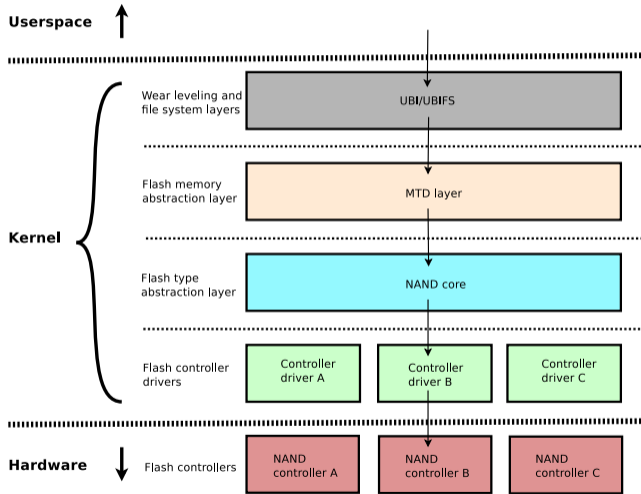 Userspace
Wear leveling and
file system layers
UBI/UBIFS
Flash memory
abstraction layer
MTD layer
Kernel
Flash type
abstraction layer
NAND core
Flash controller
drivers
Controller
driver A
Controller
driver B
Controller
driver C
Hardware
Flash controllers
NAND
controller A
NAND
controller B
NAND
controller C